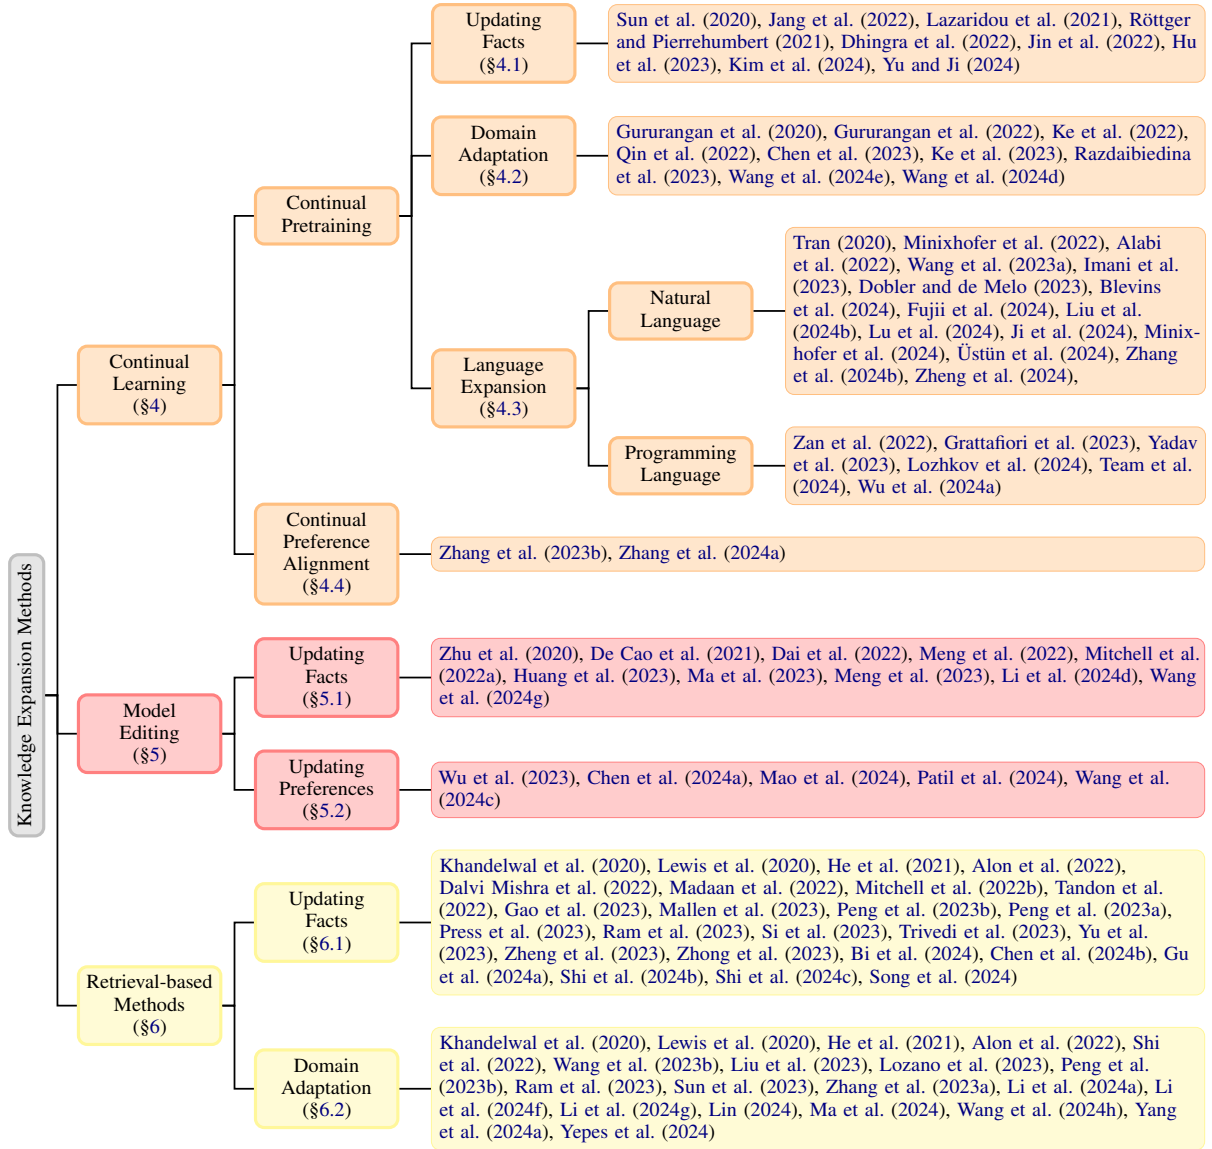 Knowledge Expansion Methods
Continual
Learning
(§4)
Continual
Pretraining
Updating
Facts
(§4.1)
Sun et al. (2020), Jang et al. (2022), Lazaridou et al. (2021), Röttger
and Pierrehumbert (2021), Dhingra et al. (2022), Jin et al. (2022), Hu
et al. (2023), Kim et al. (2024), Yu and Ji (2024)
Domain
Adaptation
(§4.2)
Gururangan et al. (2020), Gururangan et al. (2022), Ke et al. (2022),
Qin et al. (2022), Chen et al. (2023), Ke et al. (2023), Razdaibiedina
et al. (2023), Wang et al. (2024e), Wang et al. (2024d)
Language
Expansion
(§4.3)
Natural
Language
Tran (2020), Minixhofer et al. (2022), Alabi
et al. (2022), Wang et al. (2023a), Imani et al.
(2023), Dobler and de Melo (2023), Blevins
et al. (2024), Fujii et al. (2024), Liu et al.
(2024b), Lu et al. (2024), Ji et al. (2024), Minix-
hofer et al. (2024), Üstün et al. (2024), Zhang
et al. (2024b), Zheng et al. (2024),
Programming
Language
Zan et al. (2022), Grattafiori et al. (2023), Yadav
et al. (2023), Lozhkov et al. (2024), Team et al.
(2024), Wu et al. (2024a)
Continual
Preference
Alignment
(§4.4)
Zhang et al. (2023b), Zhang et al. (2024a)
Model
Editing
(§5)
Updating
Facts
(§5.1)
Zhu et al. (2020), De Cao et al. (2021), Dai et al. (2022), Meng et al. (2022), Mitchell et al.
(2022a), Huang et al. (2023), Ma et al. (2023), Meng et al. (2023), Li et al. (2024d), Wang
et al. (2024g)
Updating
Preferences
(§5.2)
Wu et al. (2023), Chen et al. (2024a), Mao et al. (2024), Patil et al. (2024), Wang et al.
(2024c)
Retrieval-based
Methods
(§6)
Updating
Facts
(§6.1)
Khandelwal et al. (2020), Lewis et al. (2020), He et al. (2021), Alon et al. (2022),
Dalvi Mishra et al. (2022), Madaan et al. (2022), Mitchell et al. (2022b), Tandon et al.
(2022), Gao et al. (2023), Mallen et al. (2023), Peng et al. (2023b), Peng et al. (2023a),
Press et al. (2023), Ram et al. (2023), Si et al. (2023), Trivedi et al. (2023), Yu et al.
(2023), Zheng et al. (2023), Zhong et al. (2023), Bi et al. (2024), Chen et al. (2024b), Gu
et al. (2024a), Shi et al. (2024b), Shi et al. (2024c), Song et al. (2024)
Domain
Adaptation
(§6.2)
Khandelwal et al. (2020), Lewis et al. (2020), He et al. (2021), Alon et al. (2022), Shi
et al. (2022), Wang et al. (2023b), Liu et al. (2023), Lozano et al. (2023), Peng et al.
(2023b), Ram et al. (2023), Sun et al. (2023), Zhang et al. (2023a), Li et al. (2024a), Li
et al. (2024f), Li et al. (2024g), Lin (2024), Ma et al. (2024), Wang et al. (2024h), Yang
et al. (2024a), Yepes et al. (2024)